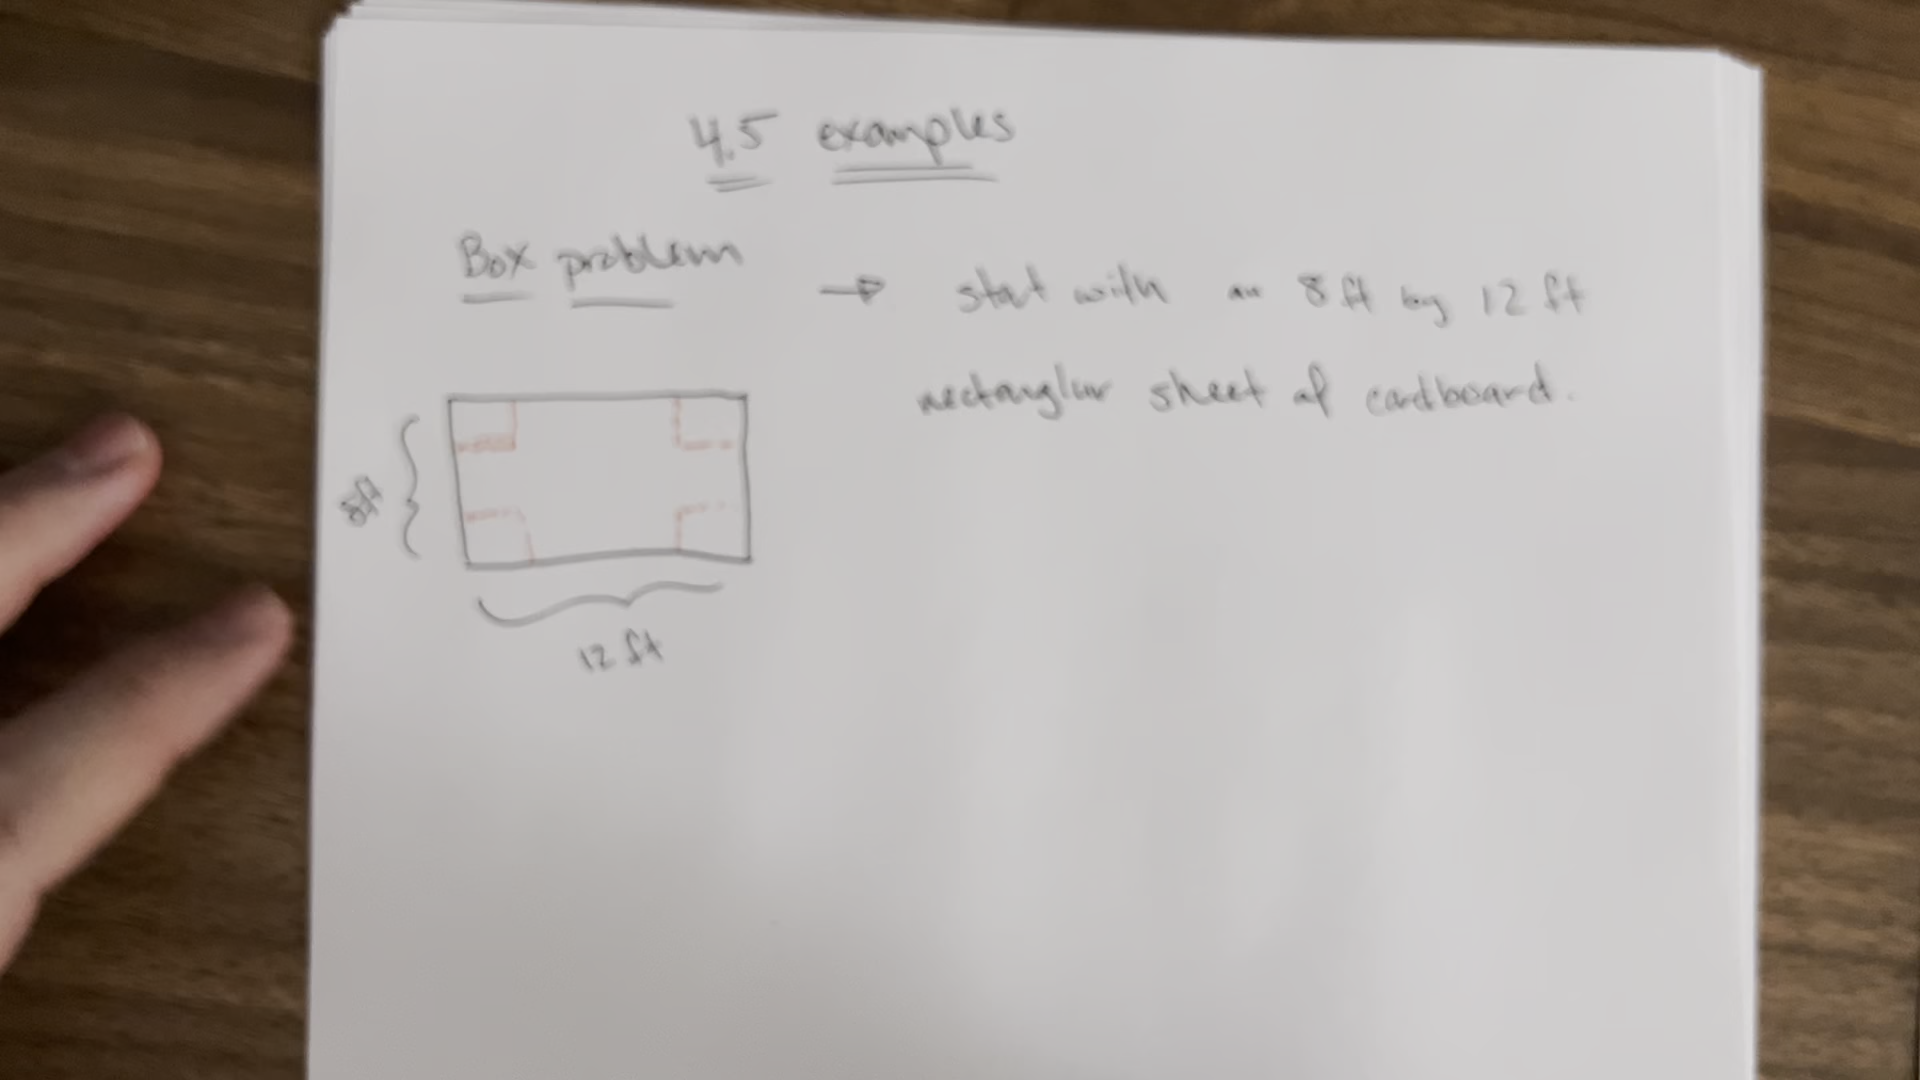 4.5 examples
Box problem
→ start with an 8 ft by 12 ft
rectanglur sheet of cardboard.
8ft
12 ft